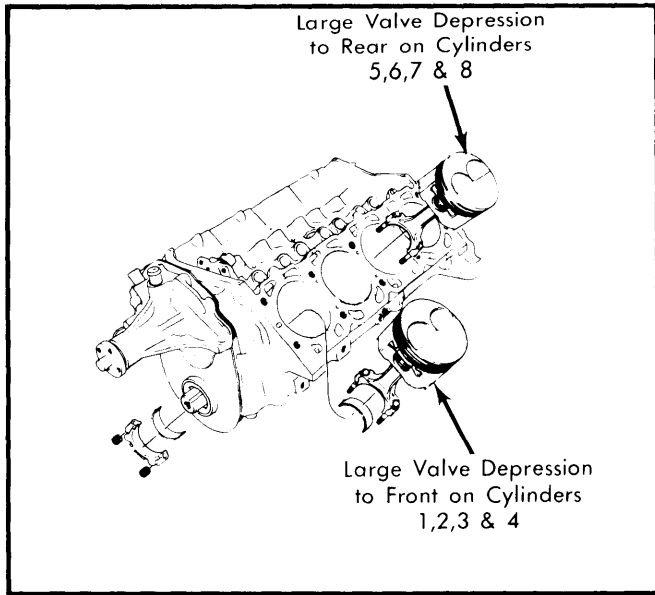 Large Valve Depression
to Rear on Cylinders
5,6,7 & 8
Large Valve Depression
to Front on Cylinders
1,2,3 & 4